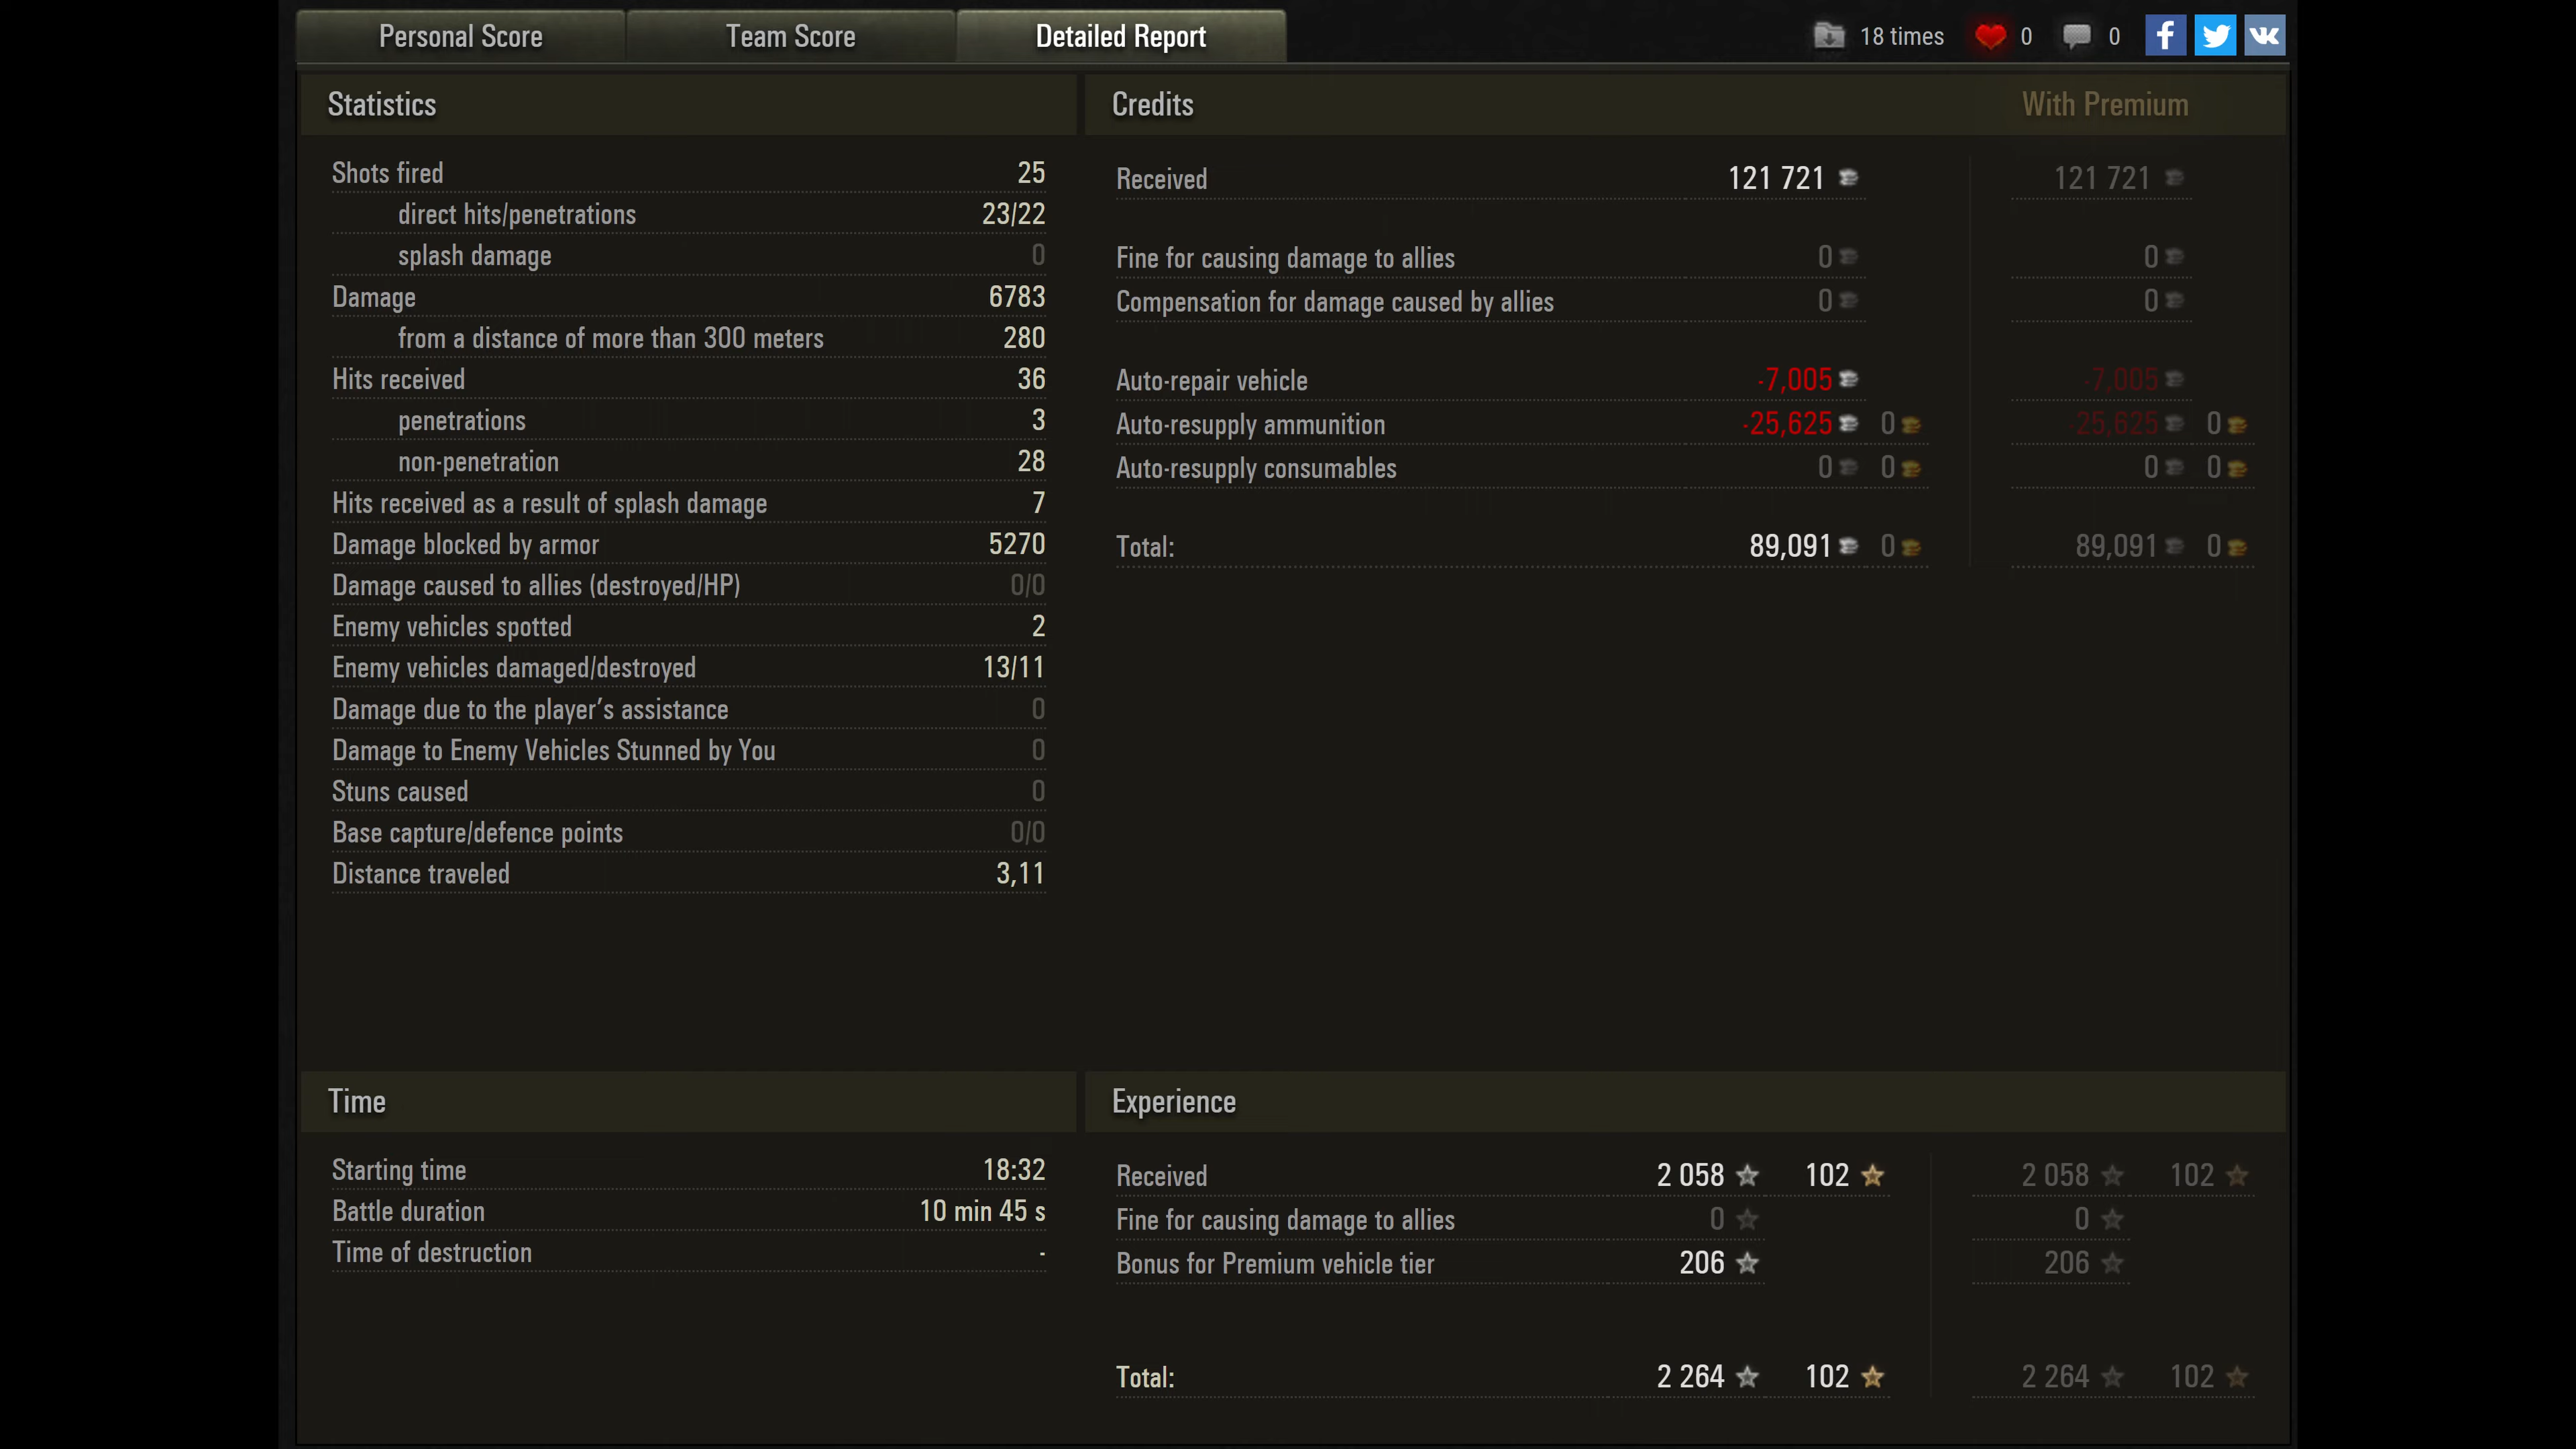 Personal Score Team Score Detailed Report 18 times 0 0
Statistics
Shots fired 25
direct hits/penetrations 23/22
splash damage 0
Damage 6783
from a distance of more than 300 meters 280
Hits received 36
penetrations 3
non-penetration 28
Hits received as a result of splash damage 7
Damage blocked by armor 5270
Damage caused to allies (destroyed/HP) 0/0
Enemy vehicles spotted 2
Enemy vehicles damaged/destroyed 13/11
Damage due to the player's assistance 0
Damage to Enemy Vehicles Stunned by You 0
Stuns caused 0
Base capture/defence points 0/0
Distance traveled 3,11
Credits With Premium
Received 121 721 121 721
Fine for causing damage to allies 0 0
Compensation for damage caused by allies 0 0
Auto-repair vehicle -7,005 -7,005
Auto-resupply ammunition -25,625 0 -25,625 0
Auto-resupply consumables 0 0 0 0
Total: 89,091 0 89,091 0
Time
Starting time 18:32
Battle duration 10 min 45 s
Time of destruction -
Experience
Received 2 058 102 2 058 102
Fine for causing damage to allies 0 0
Bonus for Premium vehicle tier 206 206
Total: 2 264 102 2 264 102